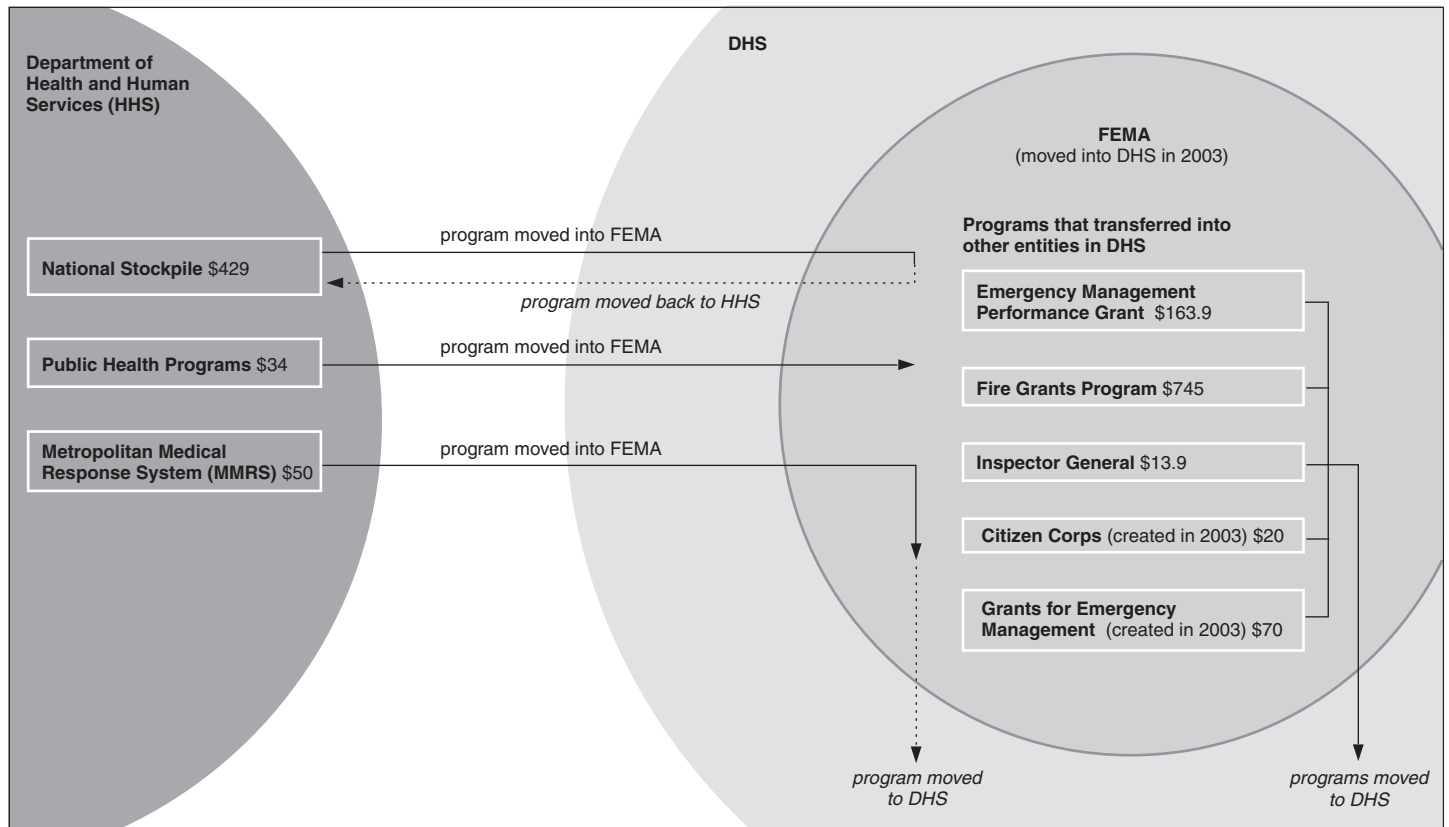 Department of
Health and Human
Services (HHS)
National Stockpile $429
Public Health Programs $34
Metropolitan Medical
Response System (MMRS) $50
program moved into FEMA
program moved back to HHS
program moved into FEMA
program moved into FEMA
program moved
to DHS
DHS
FEMA
(moved into DHS in 2003)
Programs that transferred into
other entities in DHS
Emergency Management
Performance Grant $163.9
Fire Grants Program $745
Inspector General $13.9
Citizen Corps (created in 2003) $20
Grants for Emergency
Management (created in 2003) $70
programs moved
to DHS